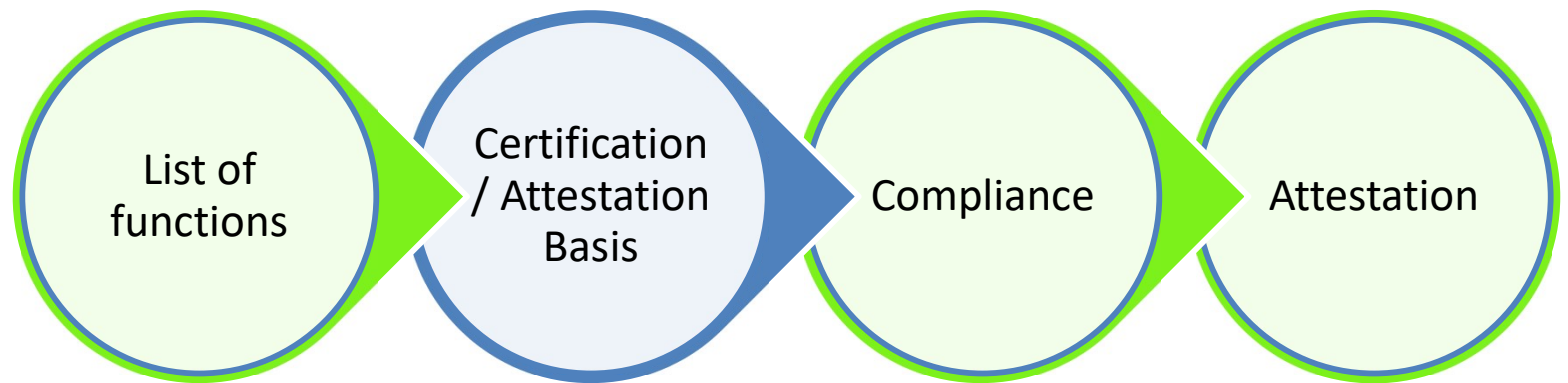 List of
functions
Certification
/ Attestation
Basis
Compliance
Attestation